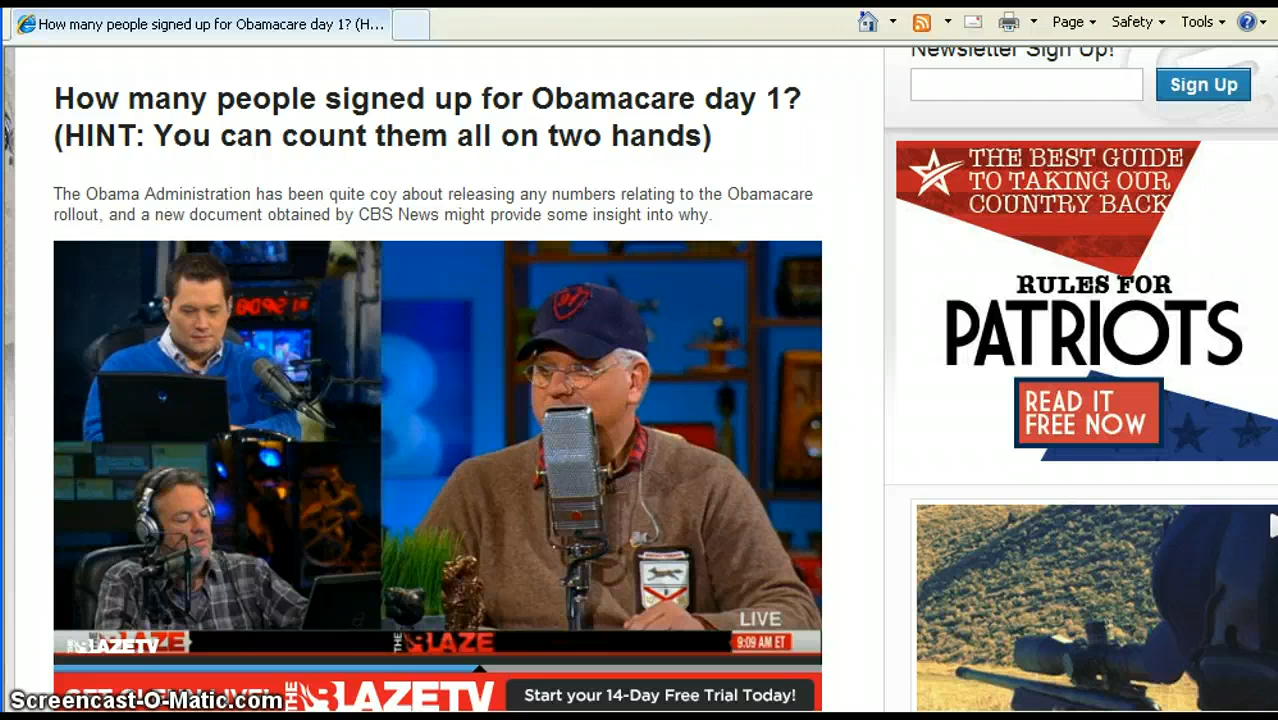 How many people signed up for Obamacare day 1? (H...
Page
Safety
Tools
Newsletter Sign Up!
Sign Up
How many people signed up for Obamacare day 1?
(HINT: You can count them all on two hands)
The Obama Administration has been quite coy about releasing any numbers relating to the Obamacare
rollout, and a new document obtained by CBS News might provide some insight into why.
THE BEST GUIDE
TO TAKING OUR
COUNTRY BACK
RULES FOR
PATRIOTS
READ IT
FREE NOW
LIVE
BLAZETV
BLAZE
THE BLAZE
9:09 AM ET
THE BLAZETV
Start your 14-Day Free Trial Today!
Screencast-O-Matic.com